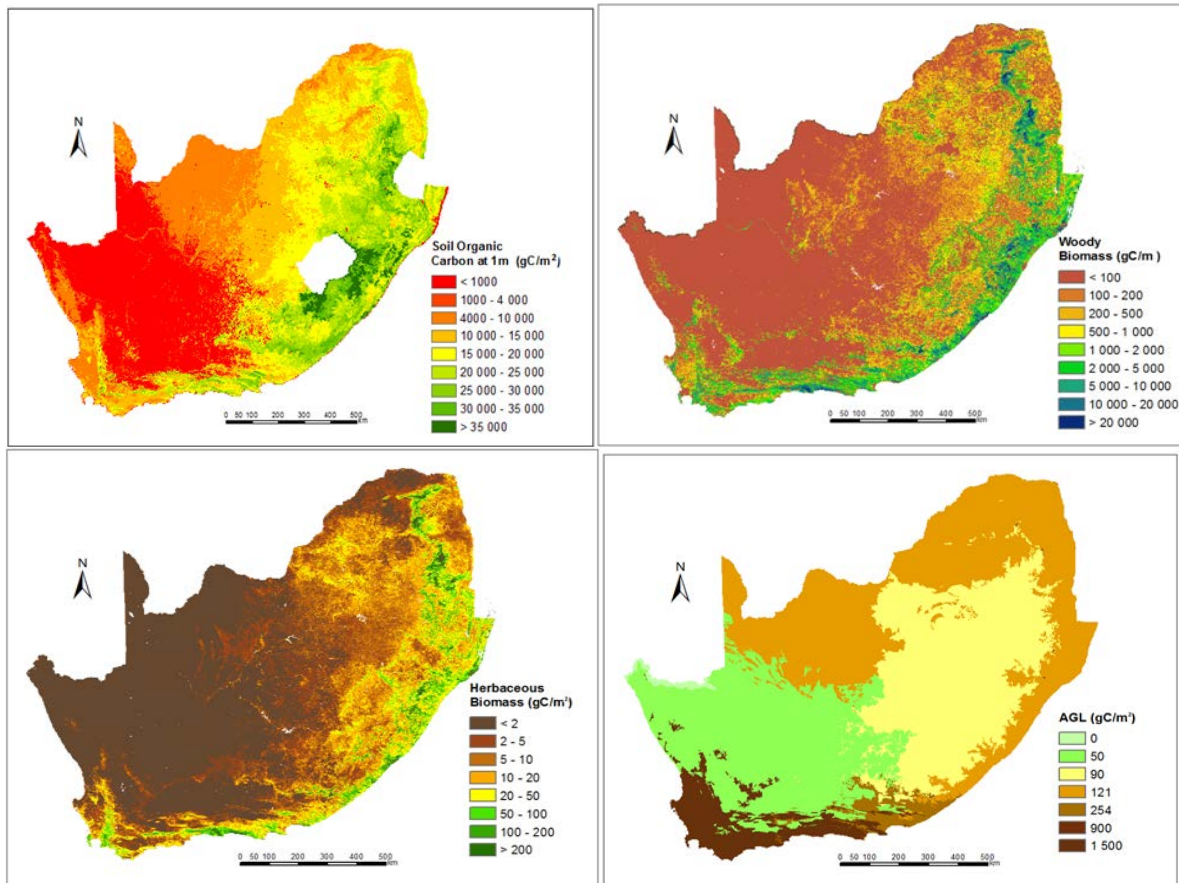 N
Soil Organic
Carbon at 1m (gC/m²)
< 1000
1000 - 4 000
4000 - 10 000
10 000 - 15 000
15 000 - 20 000
20 000 - 25 000
25 000 - 30 000
30 000 - 35 000
> 35 000
0 50 100 200 300 400 500
km
N
Woody
Biomass (gC/m )
< 100
100 - 200
200 - 500
500 - 1 000
1 000 - 2 000
2 000 - 5 000
5 000 - 10 000
10 000 - 20 000
> 20 000
0 50 100 200 300 400 500
km
N
Herbaceous
Biomass (gC/m²)
< 2
2 - 5
5 - 10
10 - 20
20 - 50
50 - 100
100 - 200
> 200
0 50 100 200 300 400 500
km
N
AGL (gC/m²)
0
50
90
121
254
900
1 500
0 50 100 200 300 400 500
km